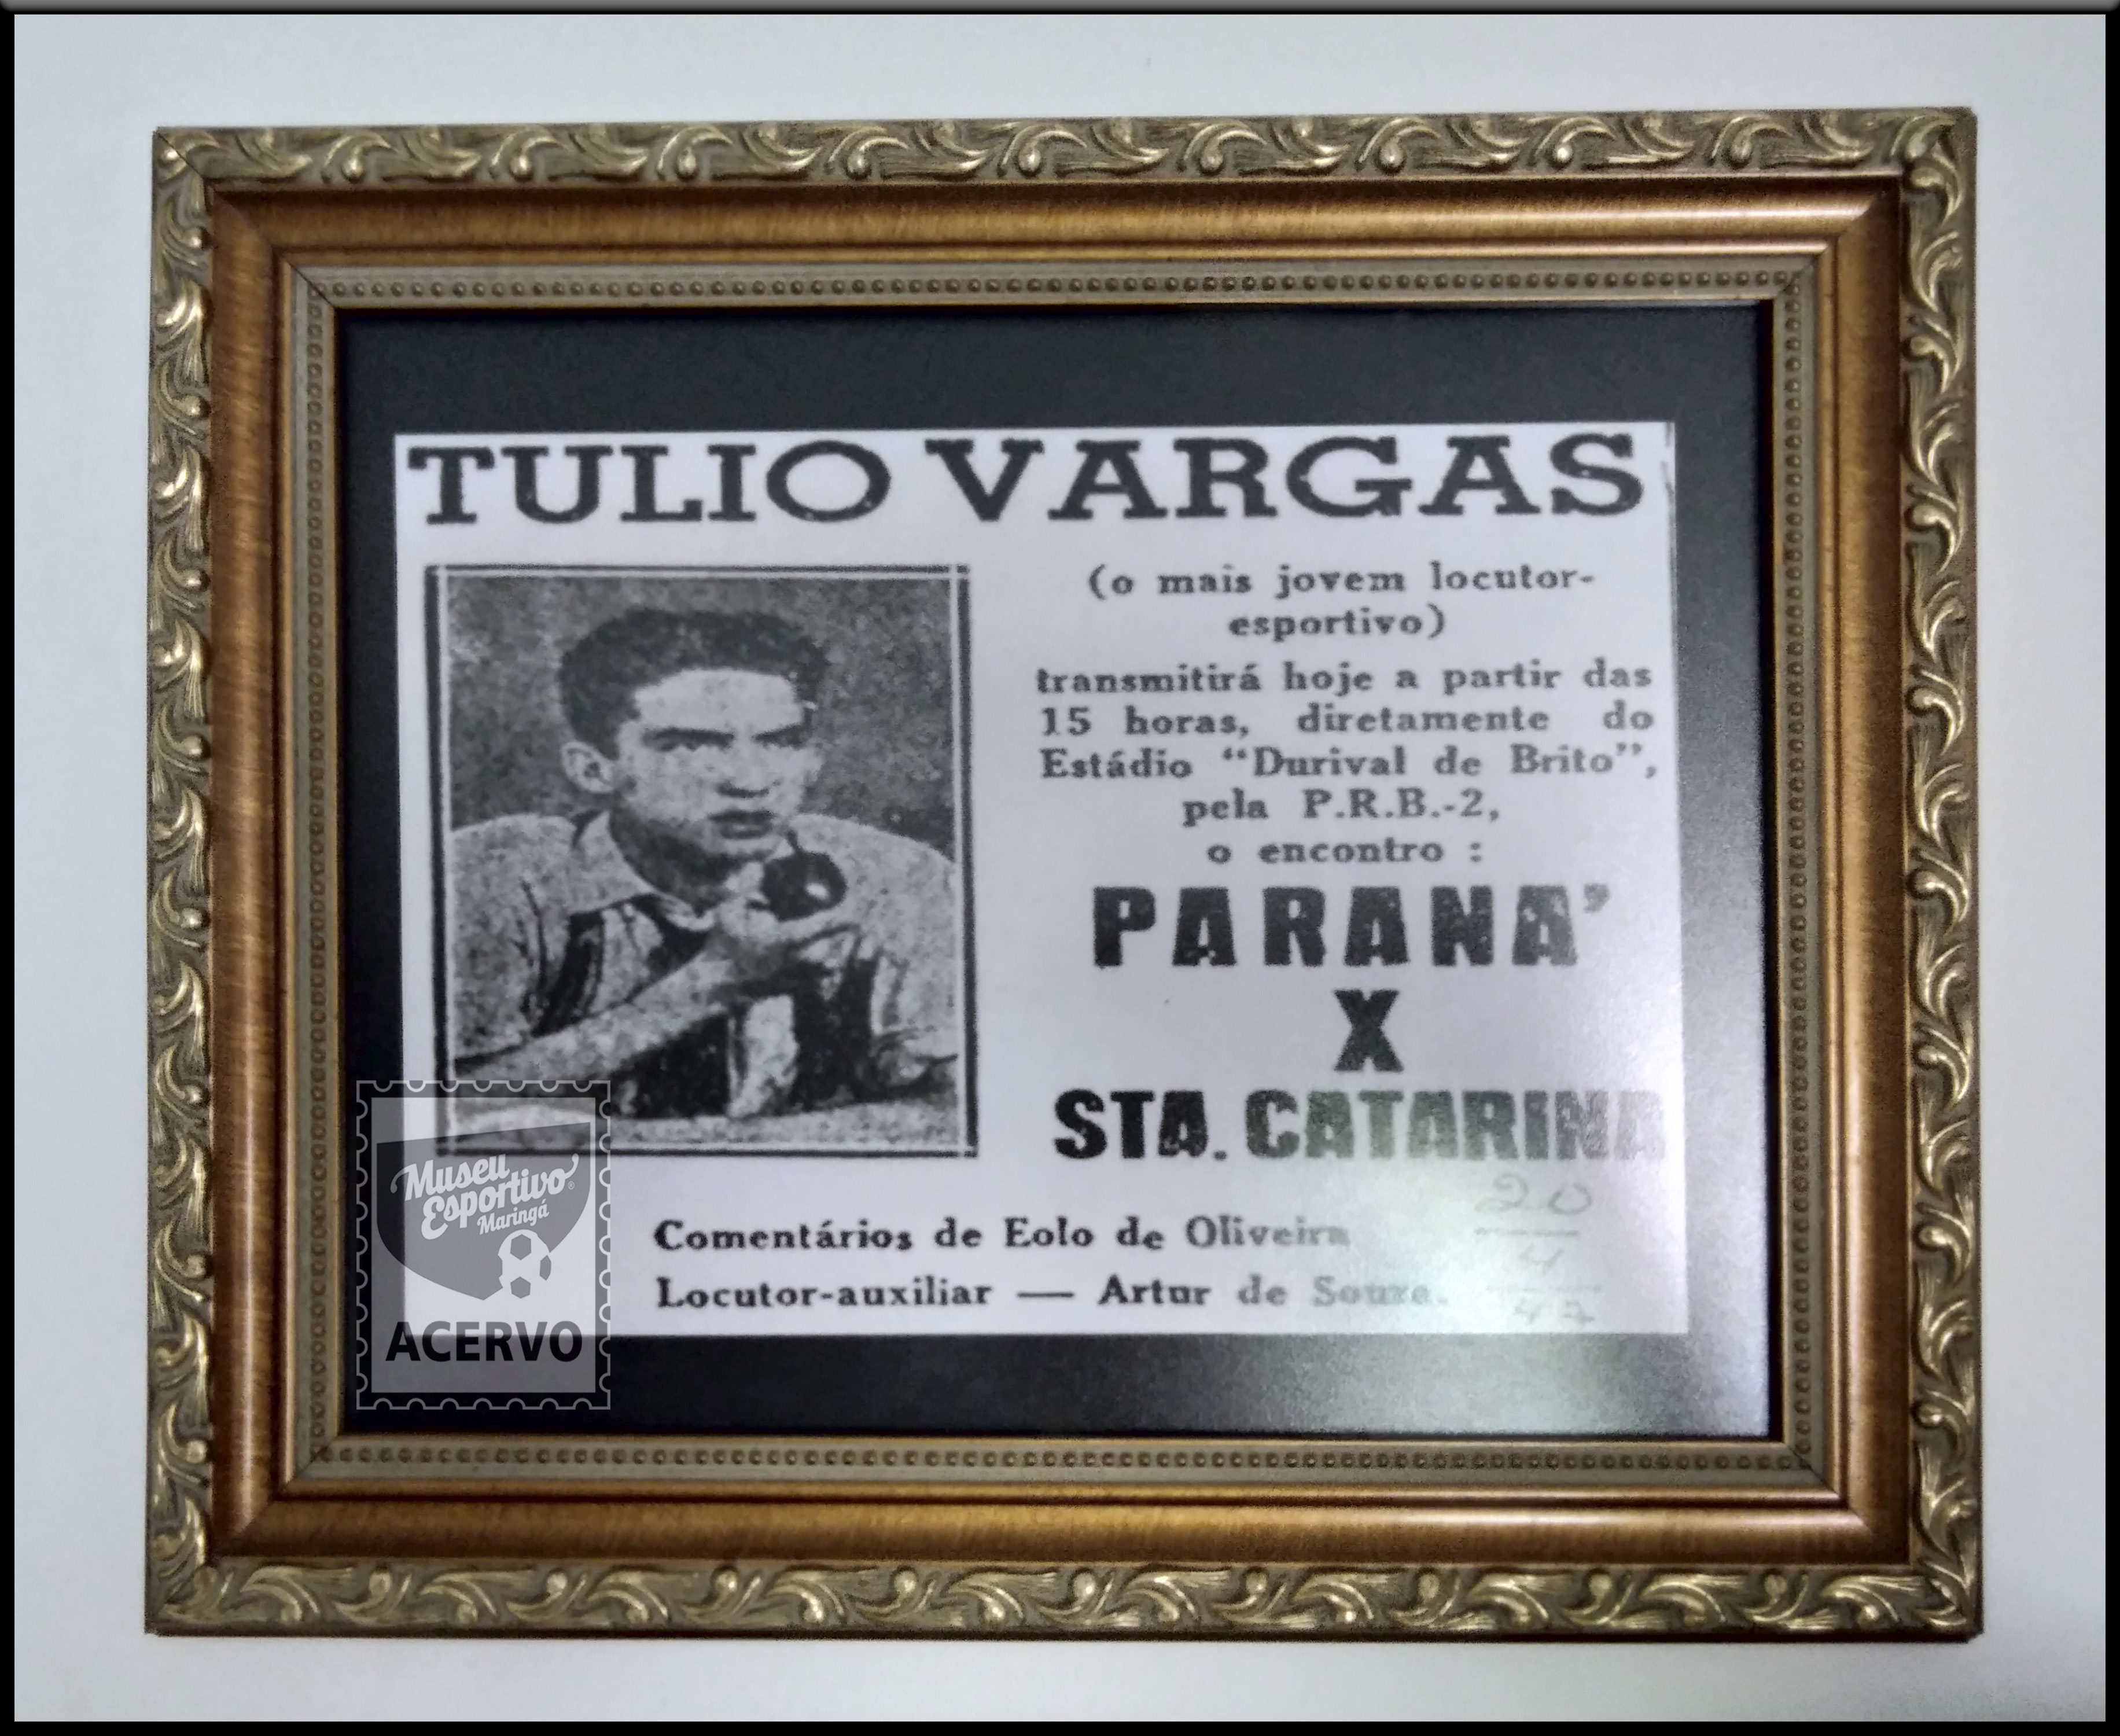 TULIO VARGAS
(o mais jovem locutor-
esportivo)
transmitirá hoje a partir das
15 horas, diretamente do
Estádio “Durival de Brito”,
pela P.R.B.-2,
o encontro :
PARANA’
X
STA. CATARINA
20
4
47
Comentários de Eolo de Oliveira
Locutor-auxiliar — Artur de Souza.
Museu
Esportivo®
Maringá
ACERVO